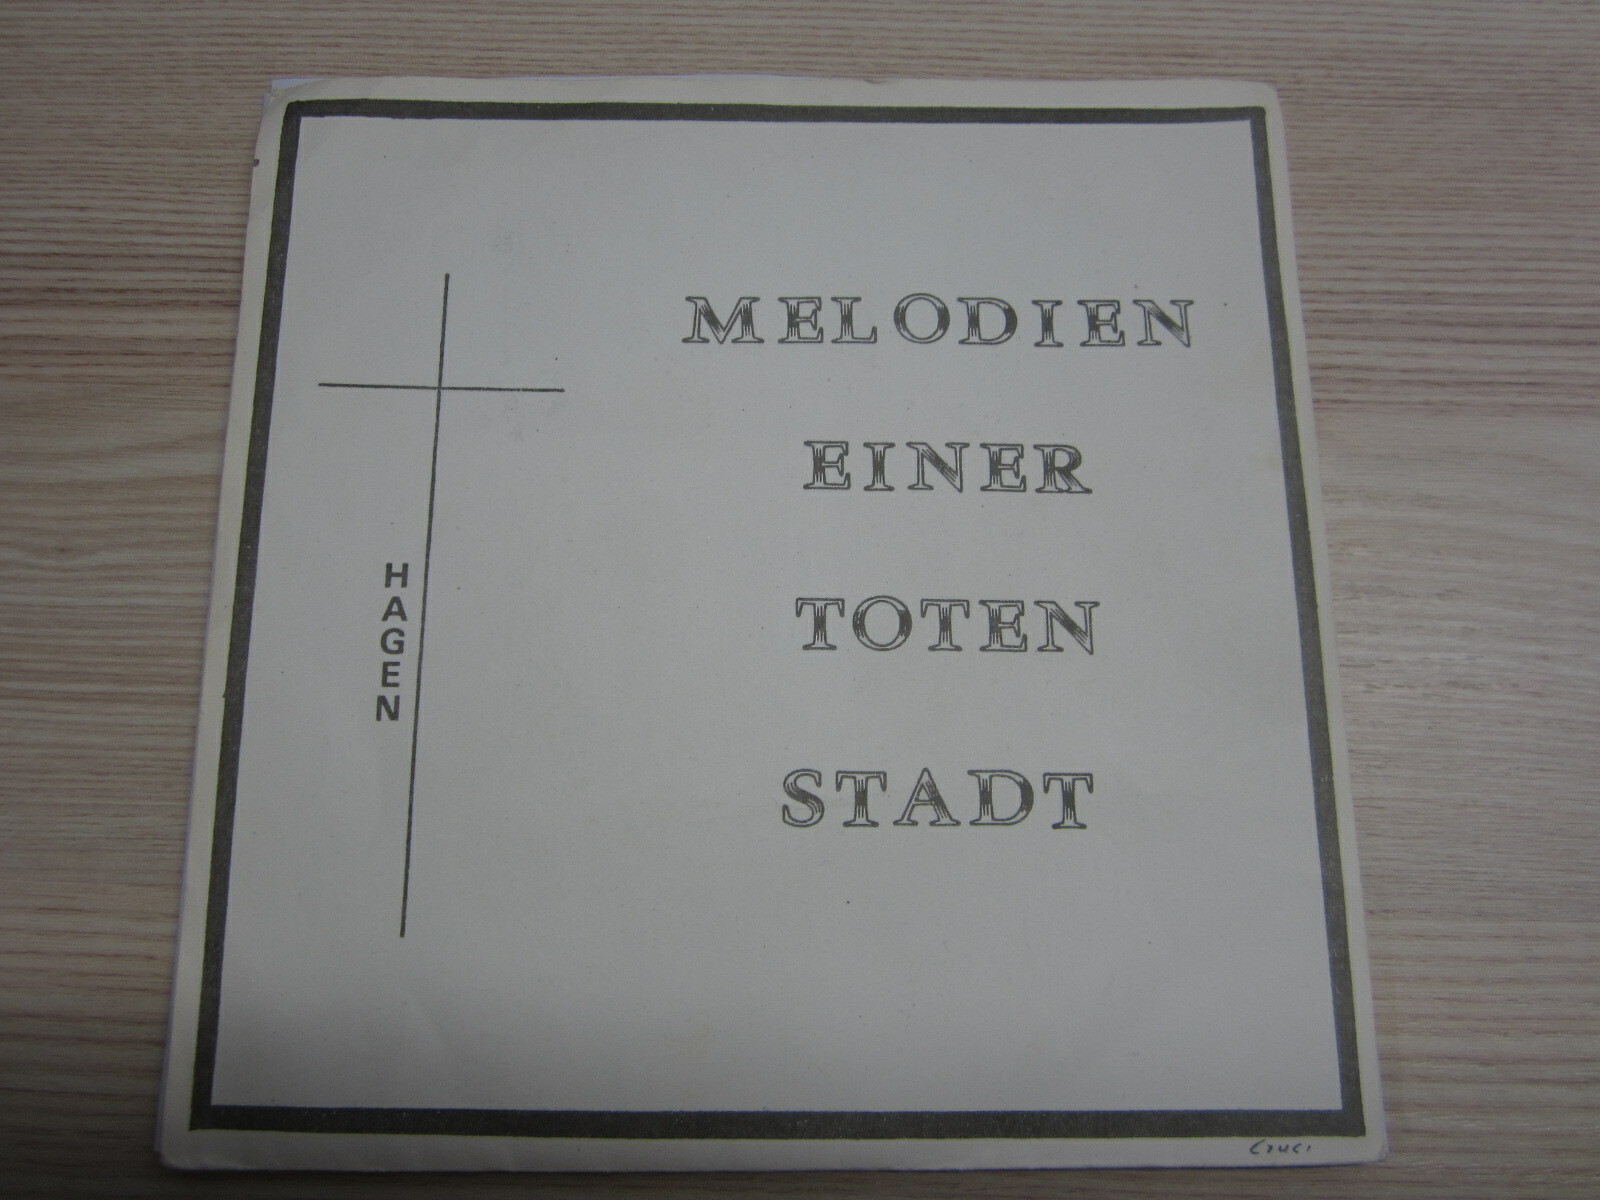 MELODIEN
EINER
TOTEN
STADT
HAGEN